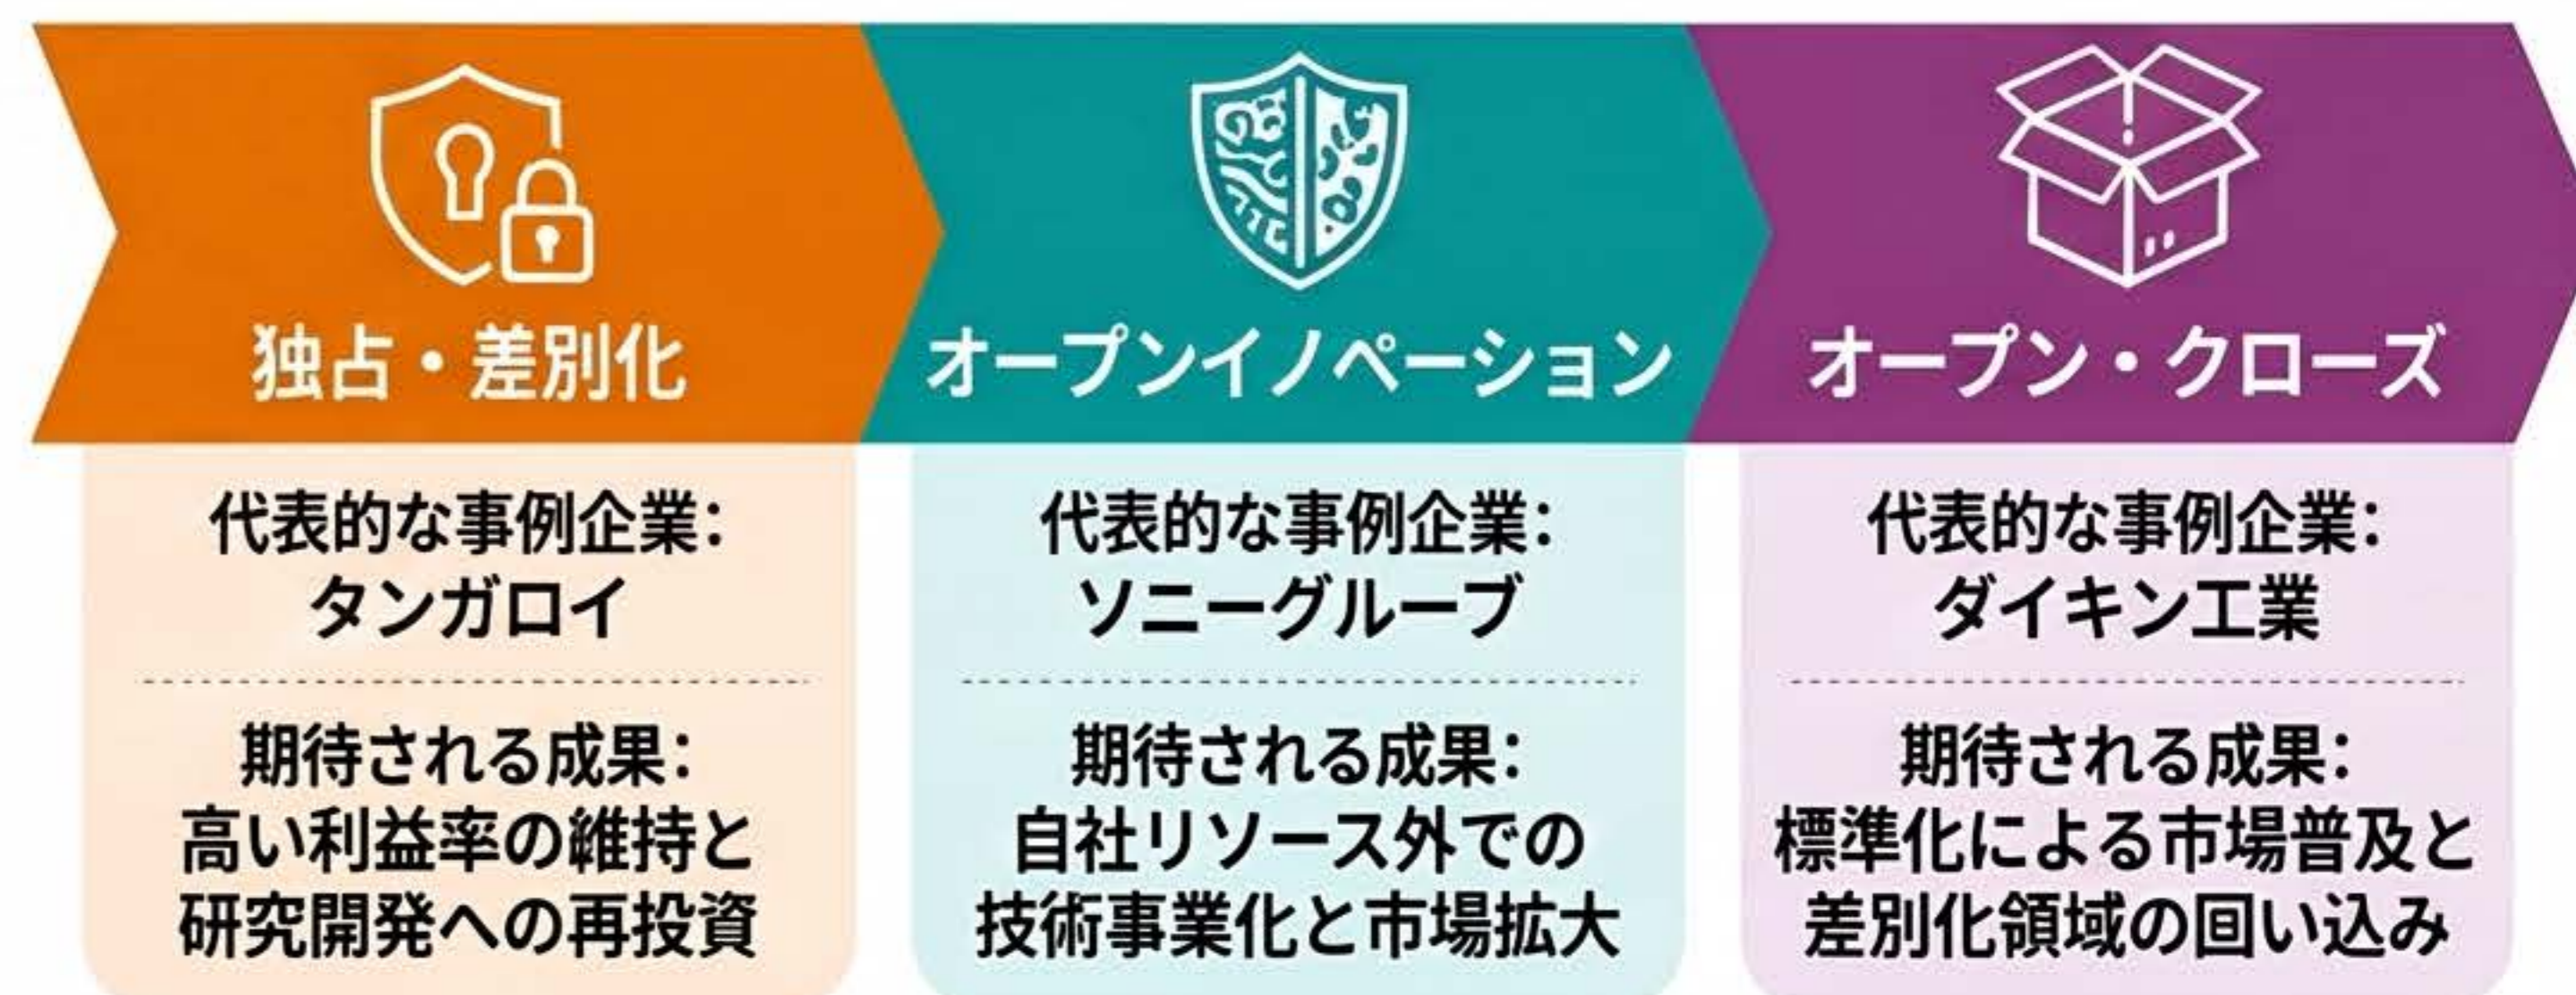 独占・差別化
オープンイノペーション
オープン・クローズ
代表的な事例企業：
タンガロイ
期待される成果：
高い利益率の維持と
研究開発への再投資
代表的な事例企業：
ソニーグルーブ
期待される成果：
自社リソース外での
技術事業化と市場拡大
代表的な事例企業：
ダイキン工業
期待される成果：
標準化による市場普及と
差別化領域の回い込み